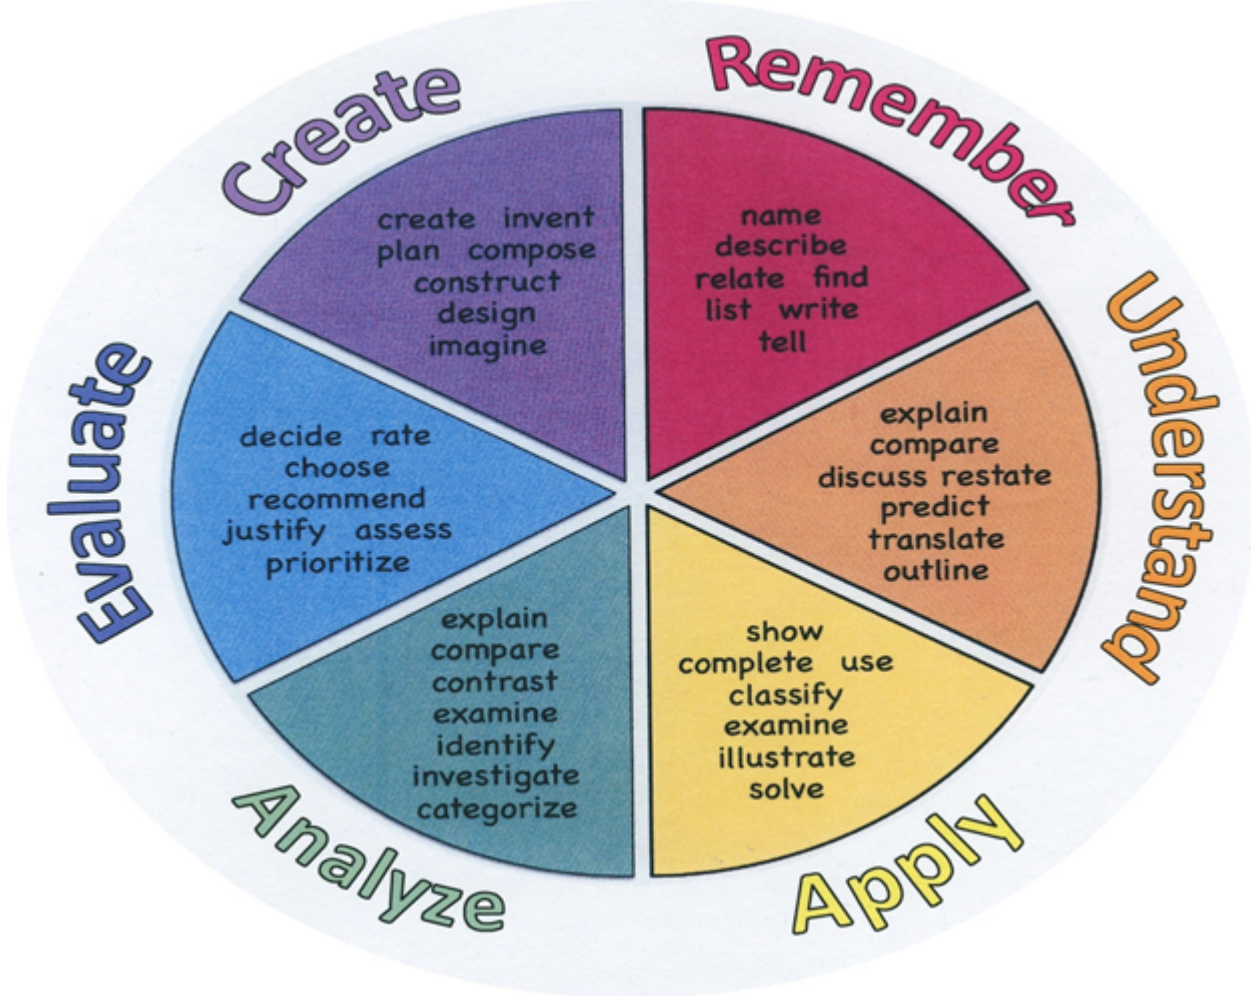 Remember
name
describe
relate find
list write
tell
Understand
explain
compare
discuss restate
predict
translate
outline
Apply
show
complete use
classify
examine
illustrate
solve
Analyze
explain
compare
contrast
examine
identify
investigate
categorize
Evaluate
decide rate
choose
recommend
justify assess
prioritize
Create
create invent
plan compose
construct
design
imagine